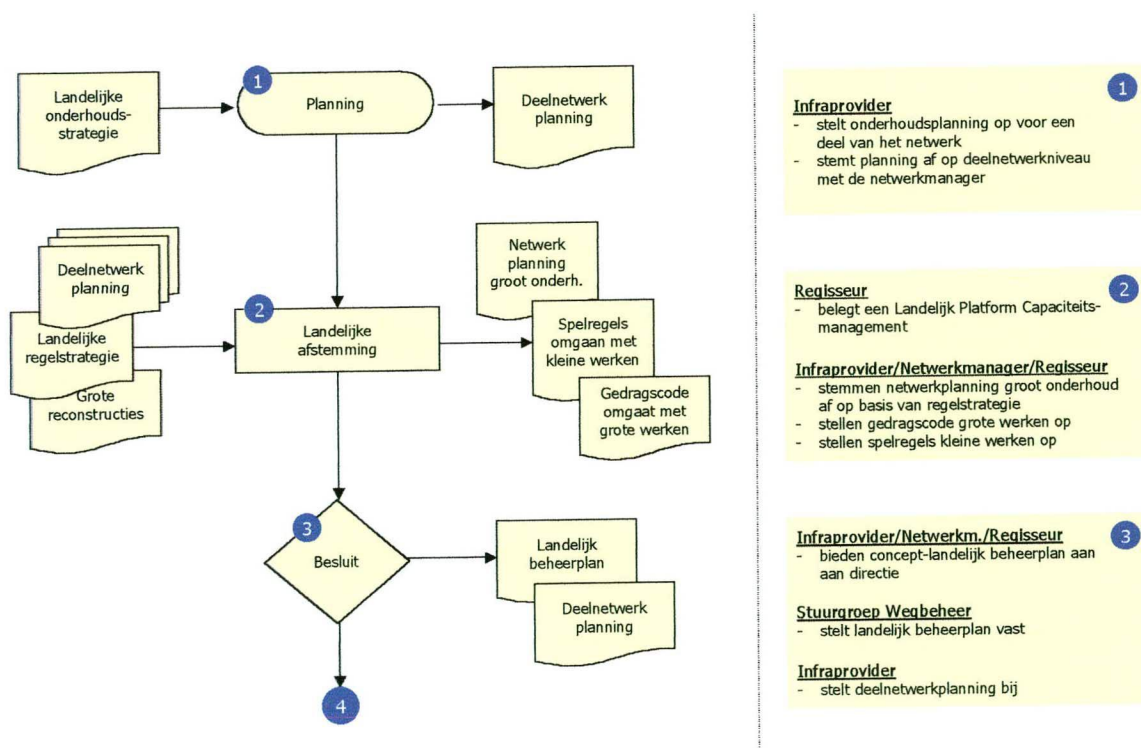 1
Landelijke
onderhouds-
strategie
Planning
Deelnetwerk
planning
Deelnetwerk
planning
Landelijke
regelstrategie
Grote
reconstructies
2
Landelijke
afstemming
Netwerk
planning
groot onderh.
Spelregels
omgaan met
kleine werken
Gedragscode
omgaat met
grote werken
3
Besluit
Landelijk
beheerplan
Deelnetwerk
planning
4
1
Infraprovider
- stelt onderhoudsplanning op voor een
deel van het netwerk
- stemt planning af op deelnetwerkniveau
met de netwerkmanager
2
Regisseur
- belegt een Landelijk Platform Capaciteits-
management
Infraprovider/Netwerkmanager/Regisseur
- stemmen netwerkplanning groot onderhoud
af op basis van regelstrategie
- stellen gedragscode grote werken op
- stellen spelregels kleine werken op
3
Infraprovider/Netwerkm./Regisseur
- bieden concept-landelijk beheerplan aan
aan directie
Stuurgroep Wegbeheer
- stelt landelijk beheerplan vast
Infraprovider
- stelt deelnetwerkplanning bij